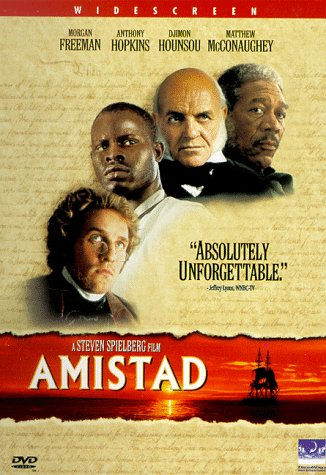 WIDESCREEN
MORGAN FREEMAN
ANTHONY HOPKINS
DJIMON HOUNSOU
MATTHEW McCONAUGHEY
"ABSOLUTELY
UNFORGETTABLE."
- Jeffrey Lyons, WNBC-TV
A STEVEN SPIELBERG FILM
AMISTAD
DVD
VIDEO